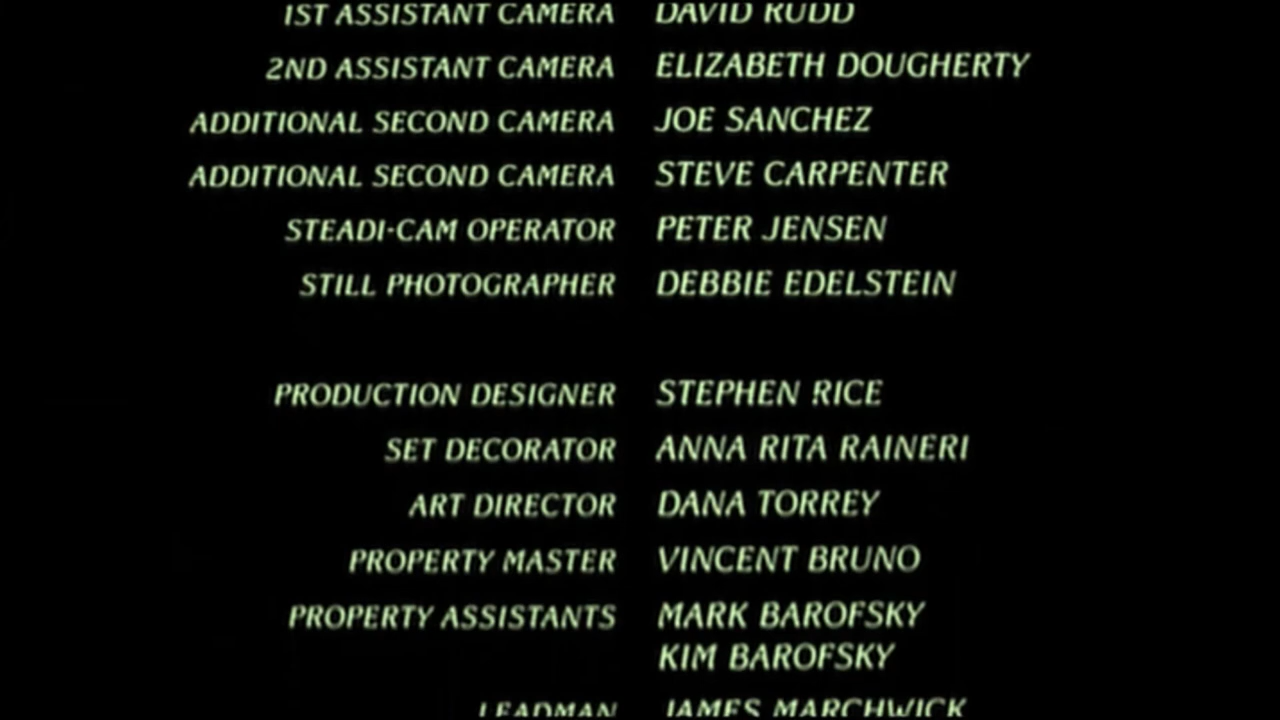 1ST ASSISTANT CAMERA DAVID RUDD
2ND ASSISTANT CAMERA ELIZABETH DOUGHERTY
ADDITIONAL SECOND CAMERA JOE SANCHEZ
ADDITIONAL SECOND CAMERA STEVE CARPENTER
STEADI-CAM OPERATOR PETER JENSEN
STILL PHOTOGRAPHER DEBBIE EDELSTEIN
PRODUCTION DESIGNER STEPHEN RICE
SET DECORATOR ANNA RITA RAINERI
ART DIRECTOR DANA TORREY
PROPERTY MASTER VINCENT BRUNO
PROPERTY ASSISTANTS MARK BAROFSKY
KIM BAROFSKY
LEADMAN JAMES MARCHWICK